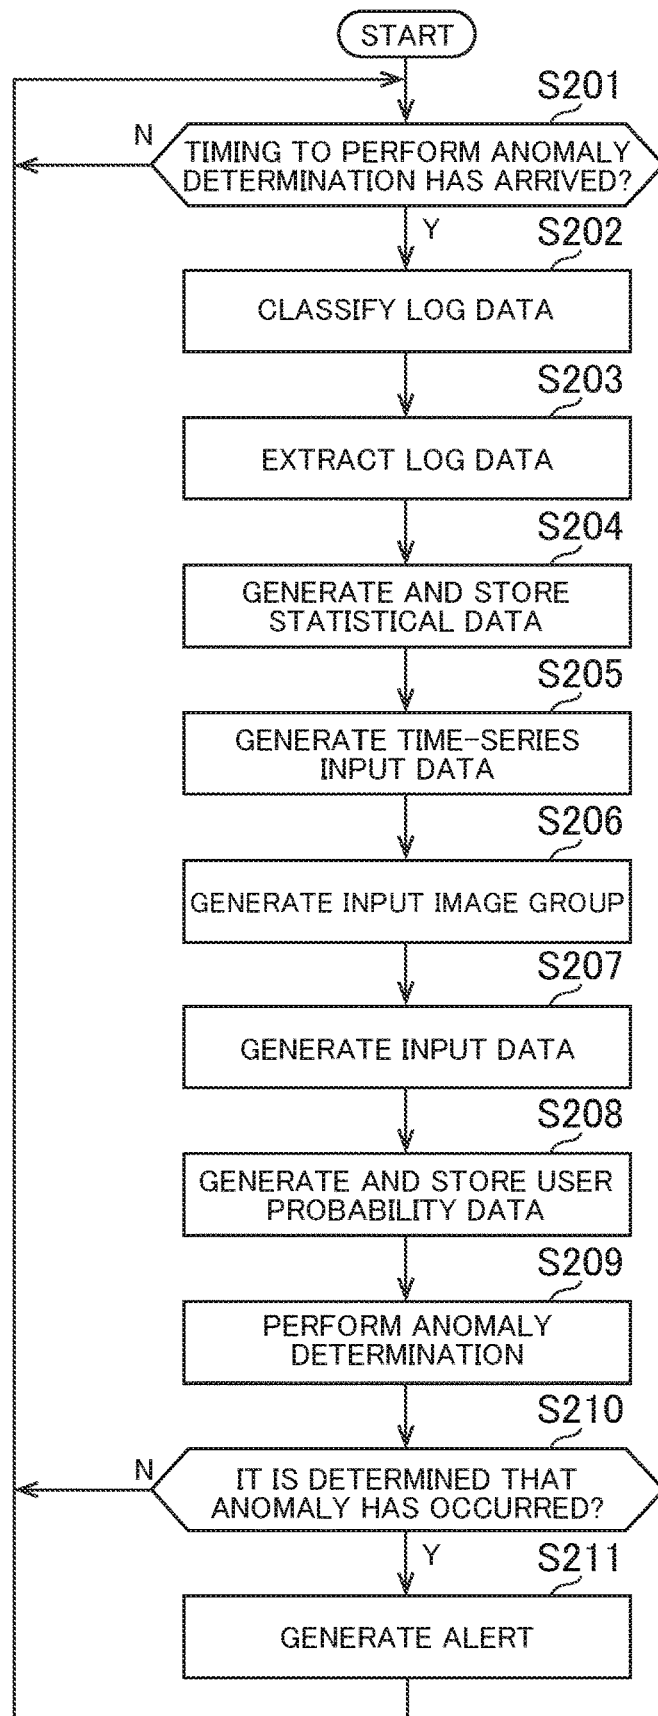 START
S201
N
TIMING TO PERFORM ANOMALY
DETERMINATION HAS ARRIVED?
Y
S202
CLASSIFY LOG DATA
S203
EXTRACT LOG DATA
S204
GENERATE AND STORE
STATISTICAL DATA
S205
GENERATE TIME-SERIES
INPUT DATA
S206
GENERATE INPUT IMAGE GROUP
S207
GENERATE INPUT DATA
S208
GENERATE AND STORE USER
PROBABILITY DATA
S209
PERFORM ANOMALY
DETERMINATION
S210
N
IT IS DETERMINED THAT
ANOMALY HAS OCCURRED?
Y
S211
GENERATE ALERT